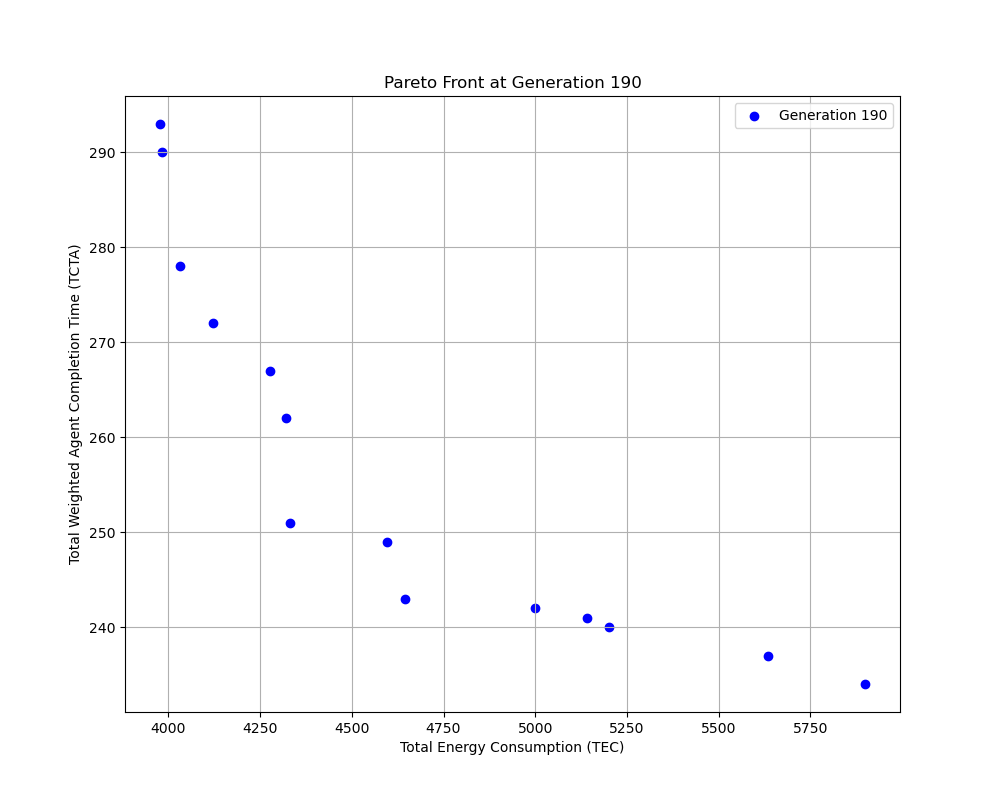 Pareto Front at Generation 190
Generation 190
Total Weighted Agent Completion Time (TCTA)
290
280
270
260
250
240
4000 4250 4500 4750 5000 5250 5500 5750
Total Energy Consumption (TEC)